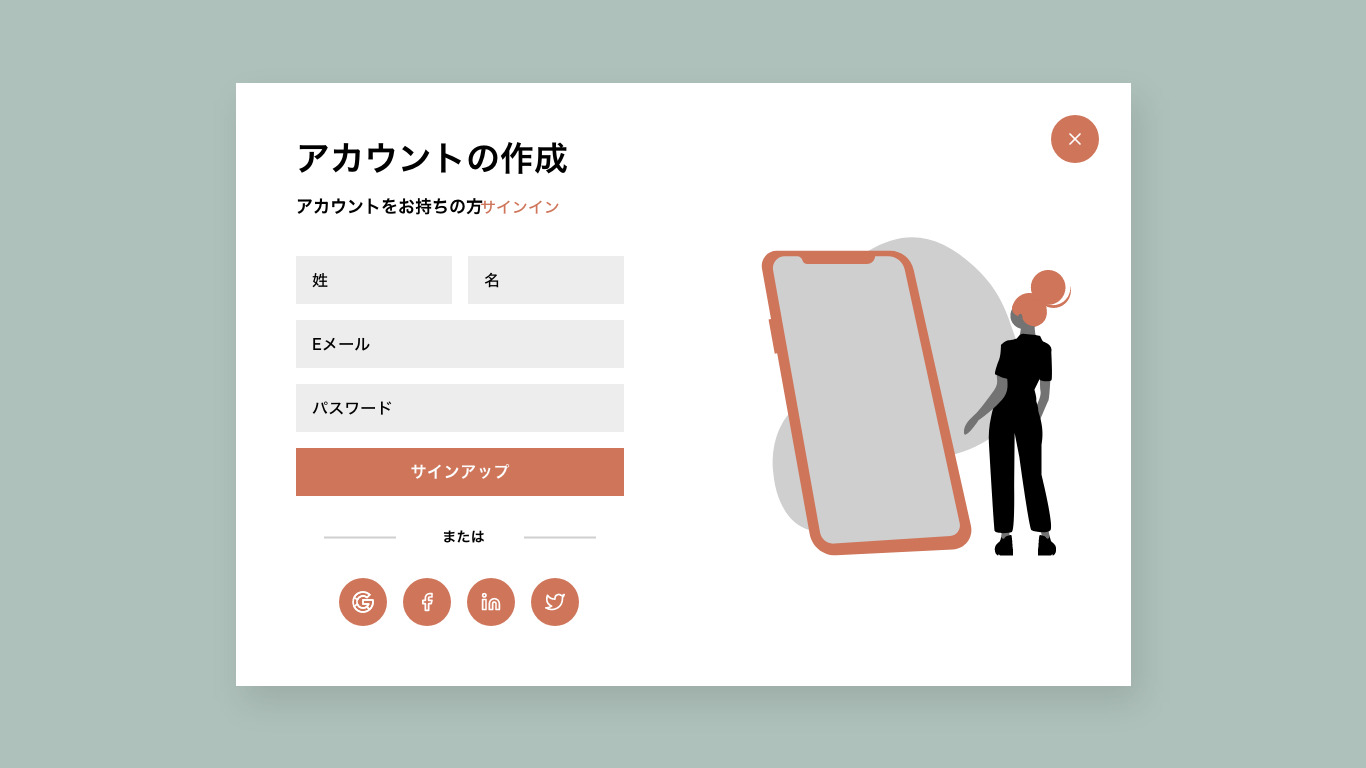 アカウントの作成
アカウントをお持ちの方サインイン
姓 名
Eメール
パスワード
サインアップ
または